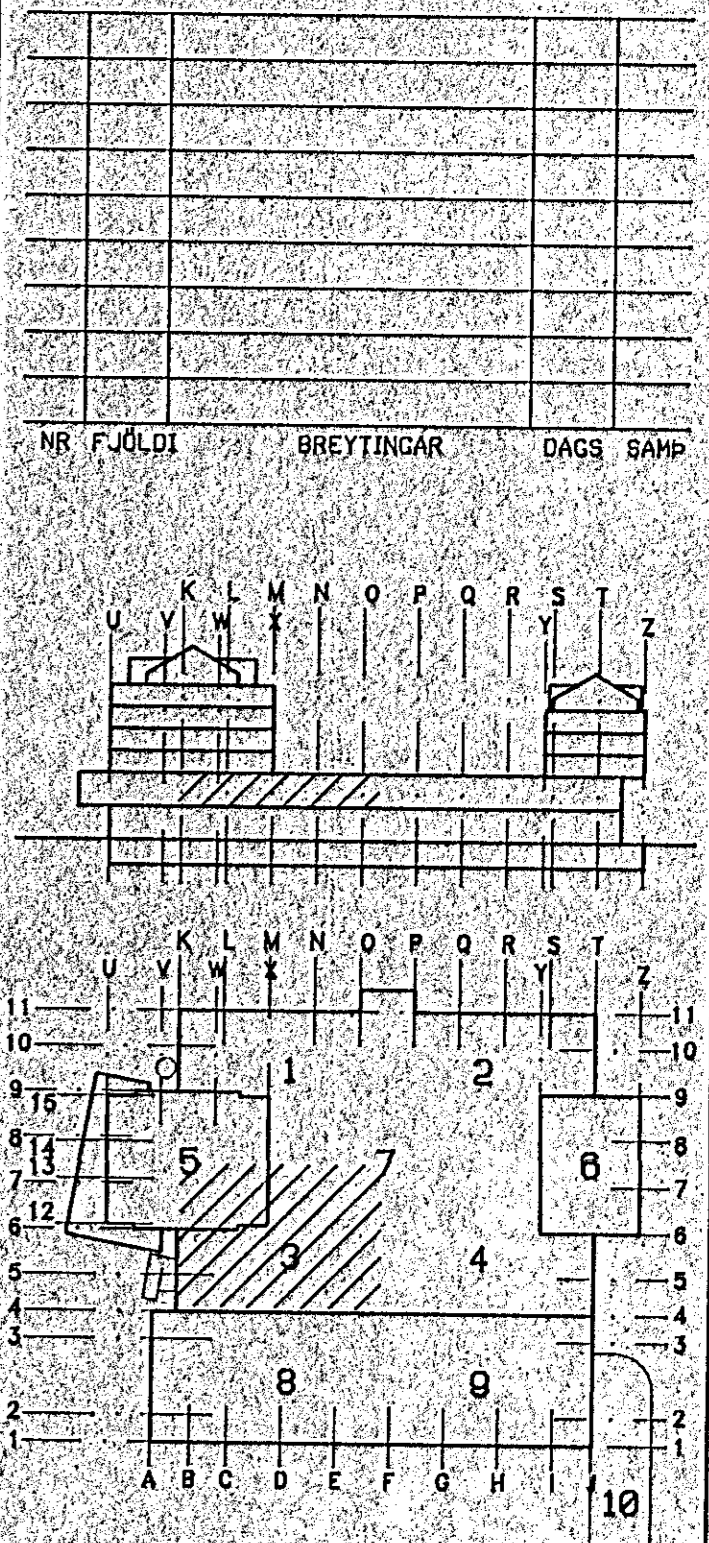 NR FJÖLDI BREYTINGAR DAGS SAMÞ
K L M N O P Q R S T
U V W X Y Z
K L M N O P Q R S T
U V W X Y Z
11 11
10 1 2 10
9 9
15
8 8
14
13 5 7 6
7 7
12
6 6
5 3 4 5
4 4
3 3
8 9
2 2
1 1
A B C D E F G H I J
10